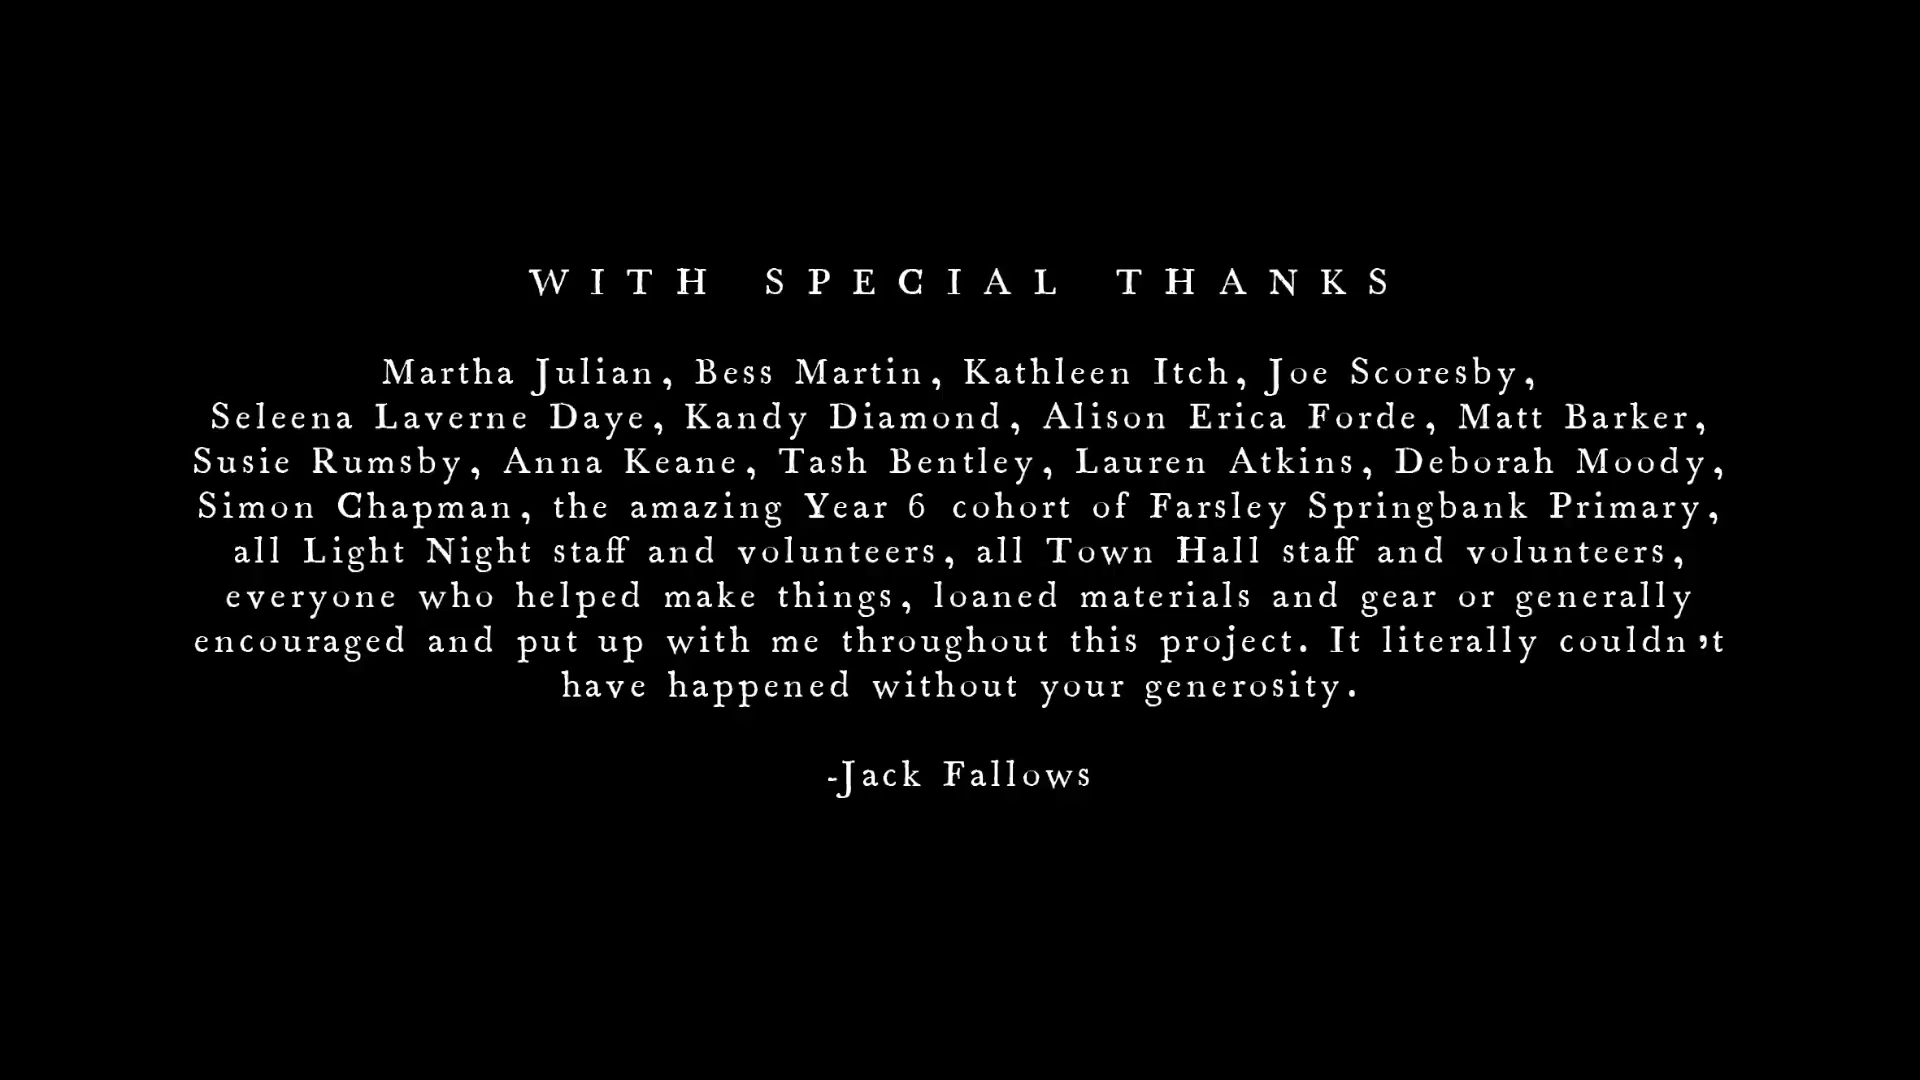 WITH SPECIAL THANKS
Martha Julian, Bess Martin, Kathleen Itch, Joe Scoresby,
Seleena Laverne Daye, Kandy Diamond, Alison Erica Forde, Matt Barker,
Susie Rumsby, Anna Keane, Tash Bentley, Lauren Atkins, Deborah Moody,
Simon Chapman, the amazing Year 6 cohort of Farsley Springbank Primary,
all Light Night staff and volunteers, all Town Hall staff and volunteers,
everyone who helped make things, loaned materials and gear or generally
encouraged and put up with me throughout this project. It literally couldn't
have happened without your generosity.
-Jack Fallows